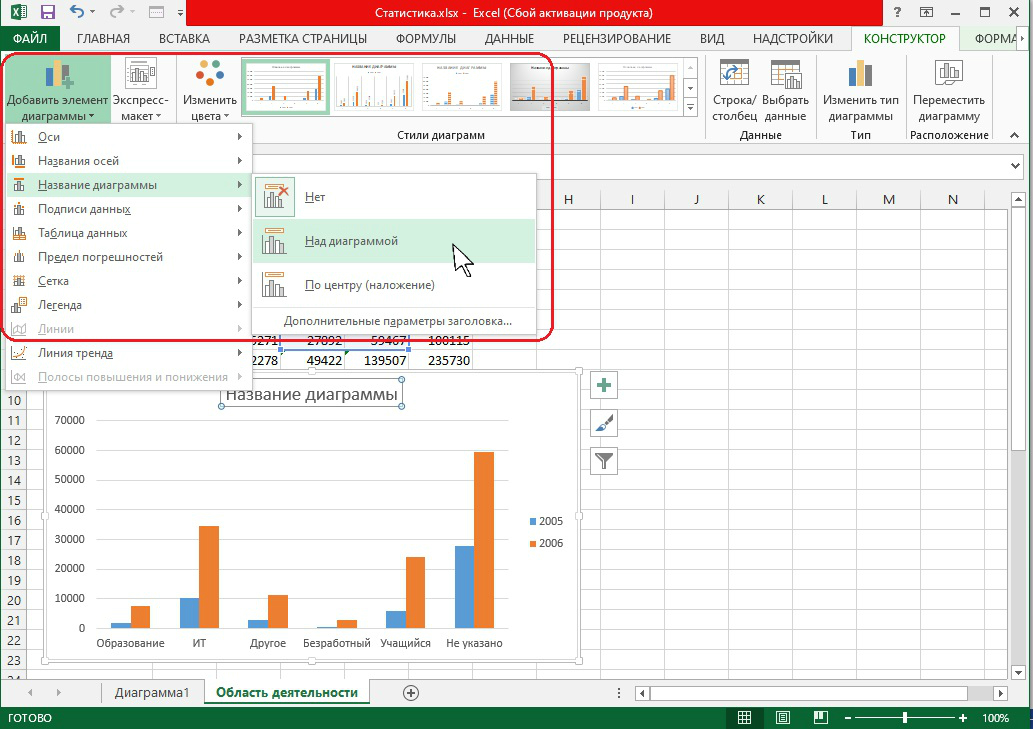 Статистика.xlsx - Excel (Сбой активации продукта)
ФАЙЛ ГЛАВНАЯ ВСТАВКА РАЗМЕТКА СТРАНИЦЫ ФОРМУЛЫ ДАННЫЕ РЕЦЕНЗИРОВАНИЕ ВИД НАДСТРОЙКИ КОНСТРУКТОР ФОРМА
Добавить элемент диаграммы
Экспресс-макет
Изменить цвета
Стили диаграмм
Строка/столбец
Выбрать данные
Данные
Изменить тип диаграммы
Тип
Переместить диаграмму
Расположение
Оси
Названия осей
Название диаграммы
Подписи данных
Таблица данных
Предел погрешностей
Сетка
Легенда
Линии
Линия тренда
Полосы повышения и понижения
Нет
Над диаграммой
По центру (наложение)
Дополнительные параметры заголовка...
H I J K L M N
27892 59467 180115
2278 49422 139507 235730
10
11
12
13
14
15
16
17
18
19
20
21
22
23
Название диаграммы
70000
60000
50000
40000
30000
20000
10000
0
Образование ИТ Другое Безработный Учащийся Не указано
2005
2006
Диаграмма1 Область деятельности
ГОТОВО 100%